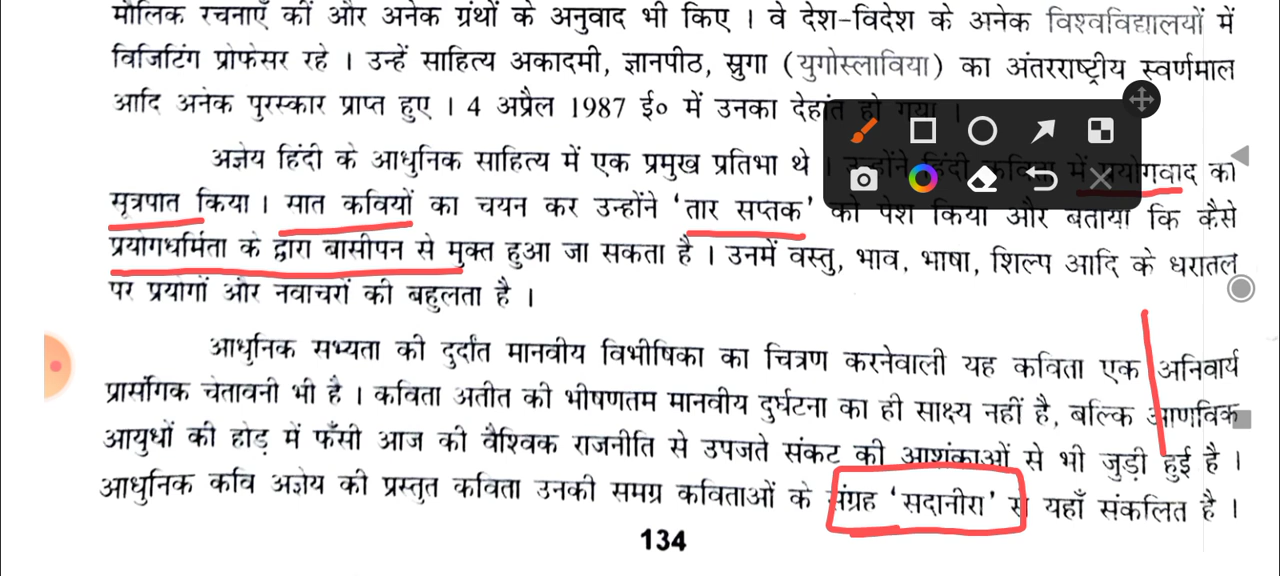 मौलिक रचनाएँ कीं और अनेक ग्रंथों के अनुवाद भी किए । वे देश-विदेश के अनेक विश्वविद्यालयों में
विजिटिंग प्रोफेसर रहे । उन्हें साहित्य अकादमी, ज्ञानपीठ, स्रुगा (युगोस्लाविया) का अंतरराष्ट्रीय स्वर्णमाल
आदि अनेक पुरस्कार प्राप्त हुए । 4 अप्रैल 1987 ई० में उनका देहांत हो गया ।
अज्ञेय हिंदी के आधुनिक साहित्य में एक प्रमुख प्रतिभा थे । उन्होंने हिंदी कविता में प्रयोगवाद का
सूत्रपात किया । सात कवियों का चयन कर उन्होंने ‘तार सप्तक’ को पेश किया और बताया कि कैसे
प्रयोगधर्मिता के द्वारा बासीपन से मुक्त हुआ जा सकता है । उनमें वस्तु, भाव, भाषा, शिल्प आदि के धरातल
पर प्रयोगों और नवाचरों की बहुलता है ।
आधुनिक सभ्यता की दुर्दांत मानवीय विभीषिका का चित्रण करनेवाली यह कविता एक अनिवार्य
प्रासंगिक चेतावनी भी है । कविता अतीत की भीषणतम मानवीय दुर्घटना का ही साक्ष्य नहीं है, बल्कि आणविक
आयुधों की होड़ में फँसी आज की वैश्विक राजनीति से उपजते संकट की आशंकाओं से भी जुड़ी हुई है ।
आधुनिक कवि अज्ञेय की प्रस्तुत कविता उनकी समग्र कविताओं के संग्रह ‘सदानीरा’ से यहाँ संकलित है ।
134